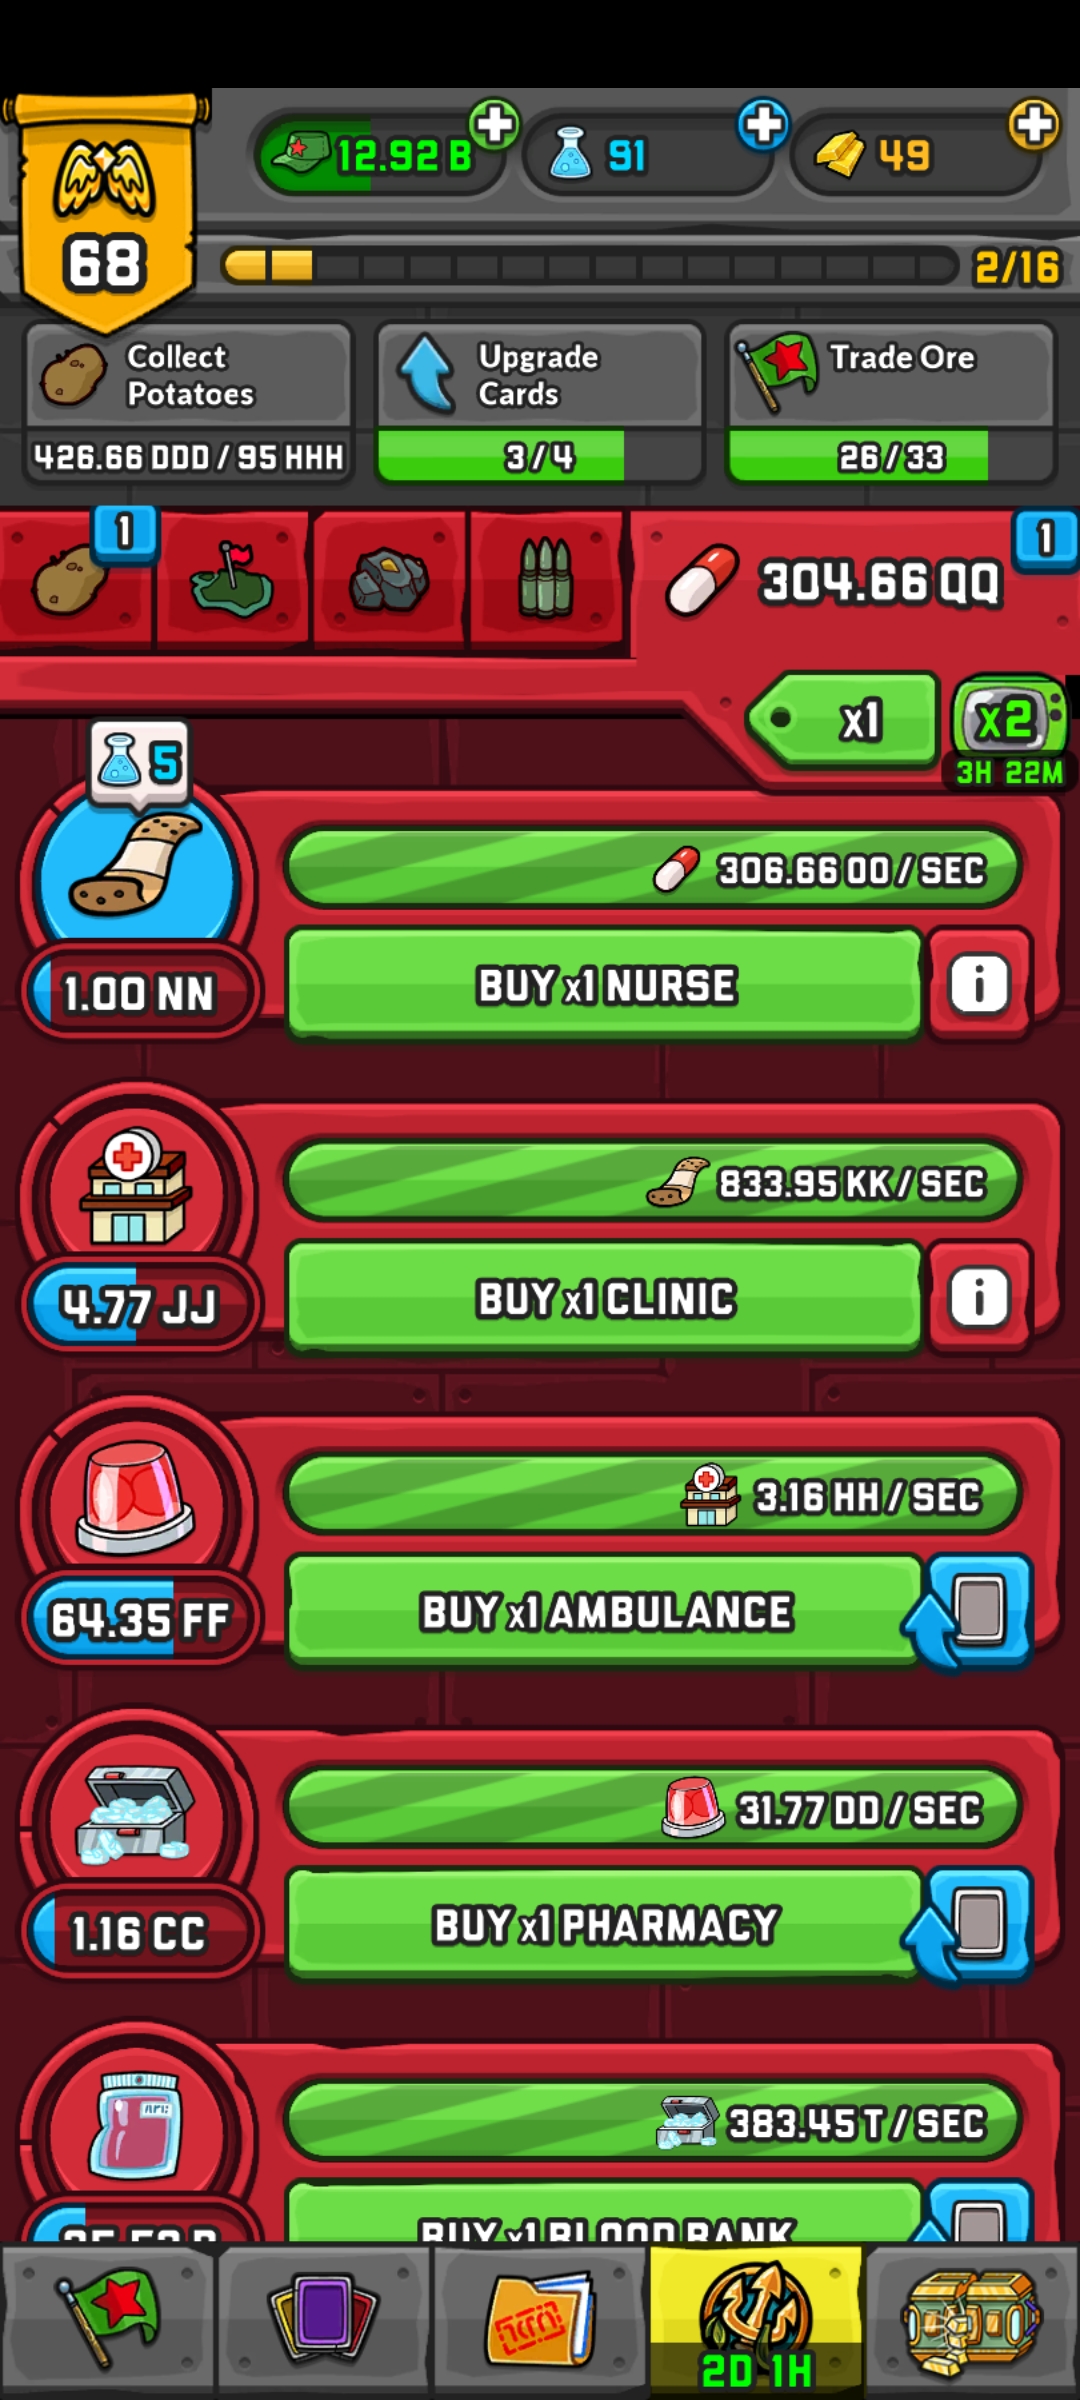 12.92 B
91
49
68
2/16
Collect
Potatoes
Upgrade
Cards
Trade Ore
426.66 DDD / 95 HHH
3/4
26/33
1
1
304.66 QQ
x1
x2
3H 22M
5
306.66 OO / SEC
1.00 NN
BUY x1 NURSE
i
833.95 KK / SEC
4.77 JJ
BUY x1 CLINIC
i
3.16 HH / SEC
64.35 FF
BUY x1 AMBULANCE
31.77 DD / SEC
1.16 CC
BUY x1 PHARMACY
383.45 T / SEC
BUY x1 BLOOD BANK
2D 1H